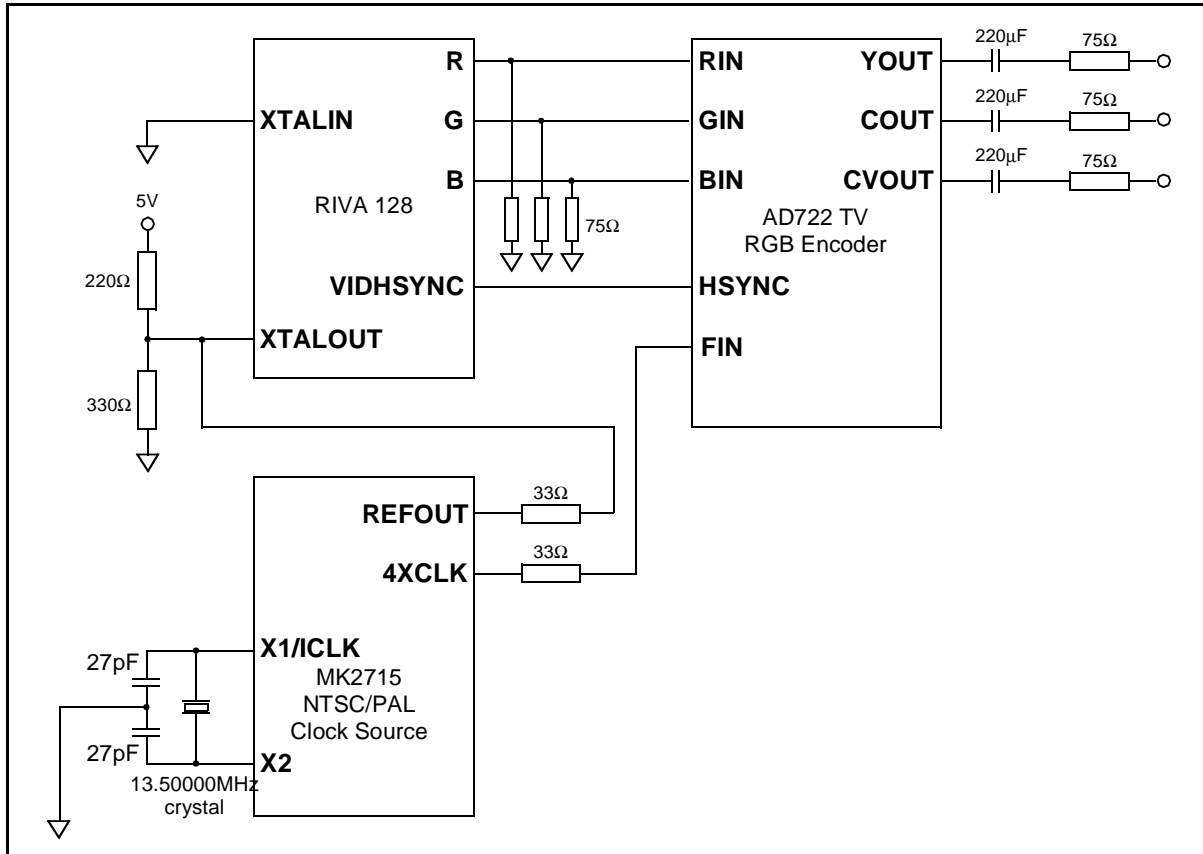 R
XTALIN
G
B
RIVA 128
VIDHSYNC
XTALOUT
5V
220Ω
330Ω
75Ω
RIN
YOUT
GIN
COUT
BIN
CVOUT
AD722 TV
RGB Encoder
HSYNC
FIN
220μF
75Ω
220μF
75Ω
220μF
75Ω
REFOUT
33Ω
4XCLK
33Ω
X1/ICLK
MK2715
NTSC/PAL
Clock Source
X2
27pF
27pF
13.50000MHz
crystal